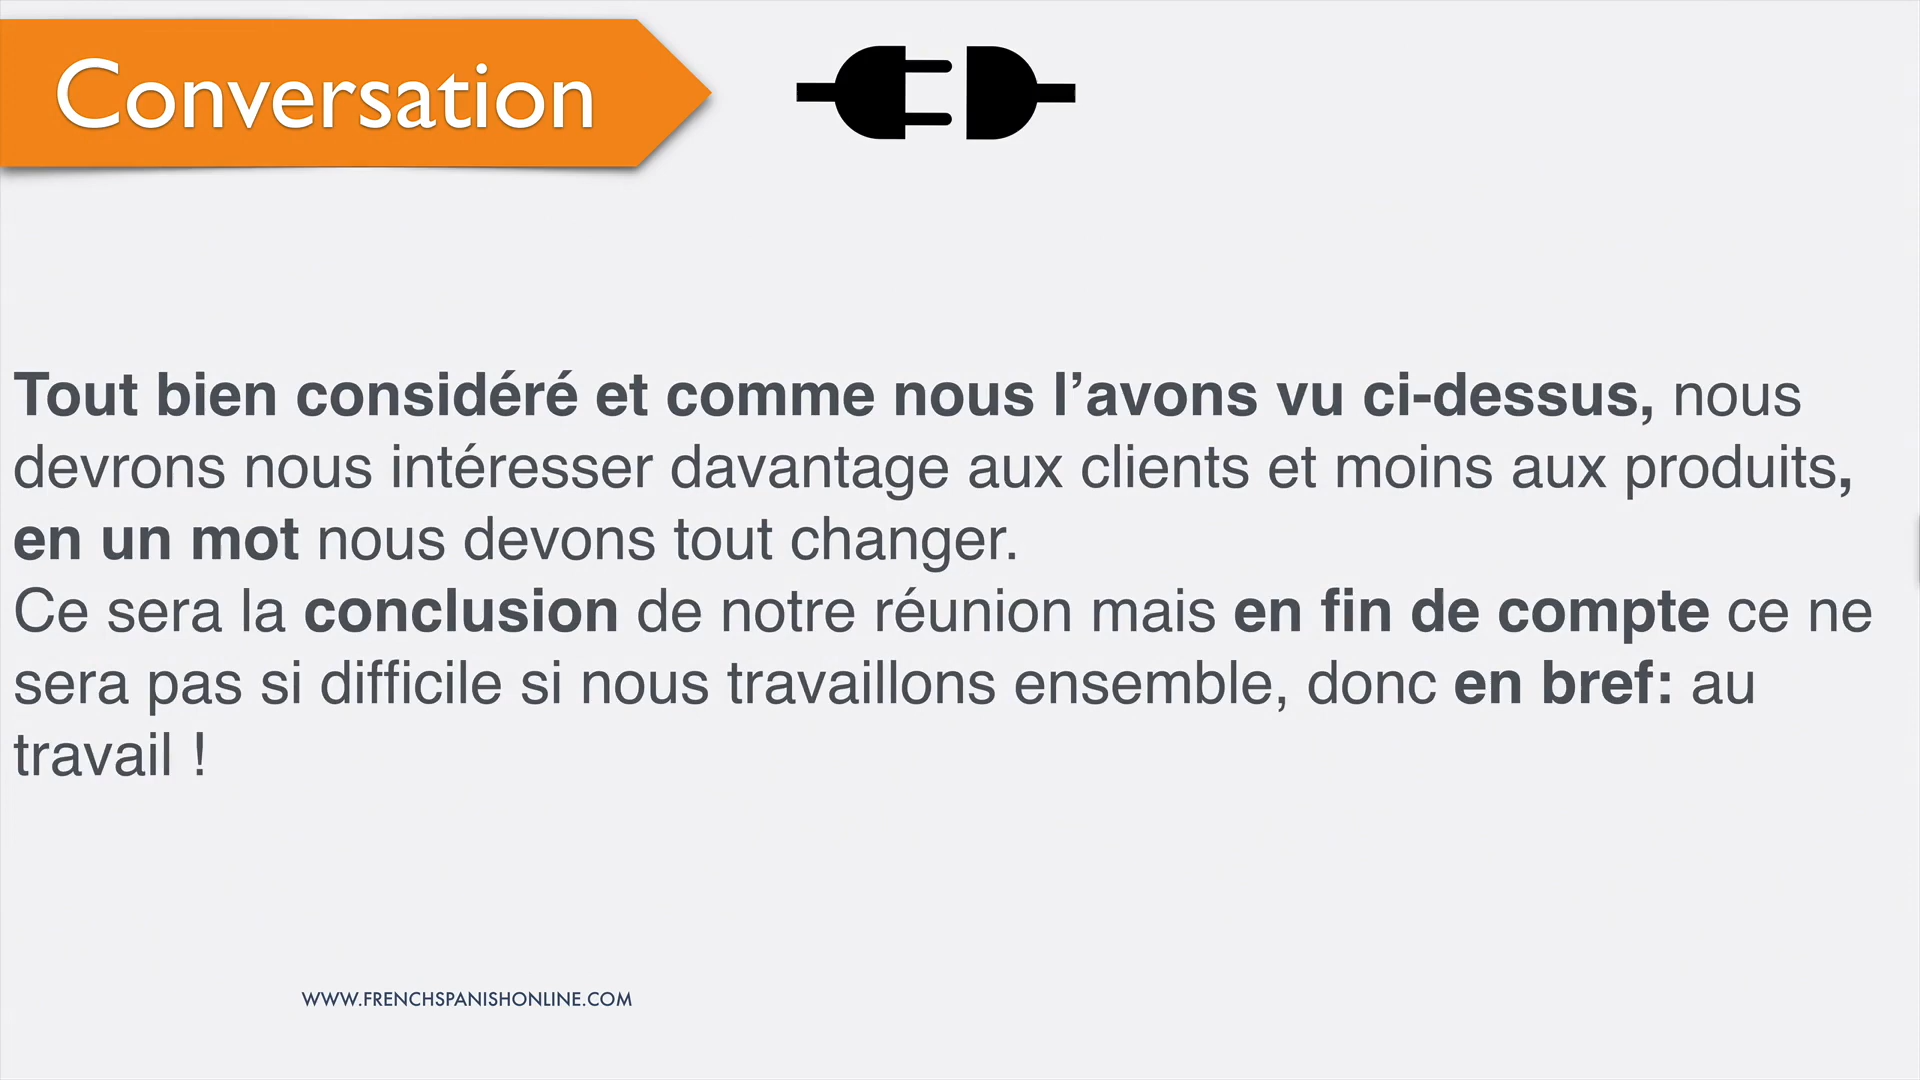 Conversation
Tout bien considéré et comme nous l’avons vu ci-dessus, nous
devrons nous intéresser davantage aux clients et moins aux produits,
en un mot nous devons tout changer.
Ce sera la conclusion de notre réunion mais en fin de compte ce ne
sera pas si difficile si nous travaillons ensemble, donc en bref: au
travail !
WWW.FRENCHSPANISHONLINE.COM